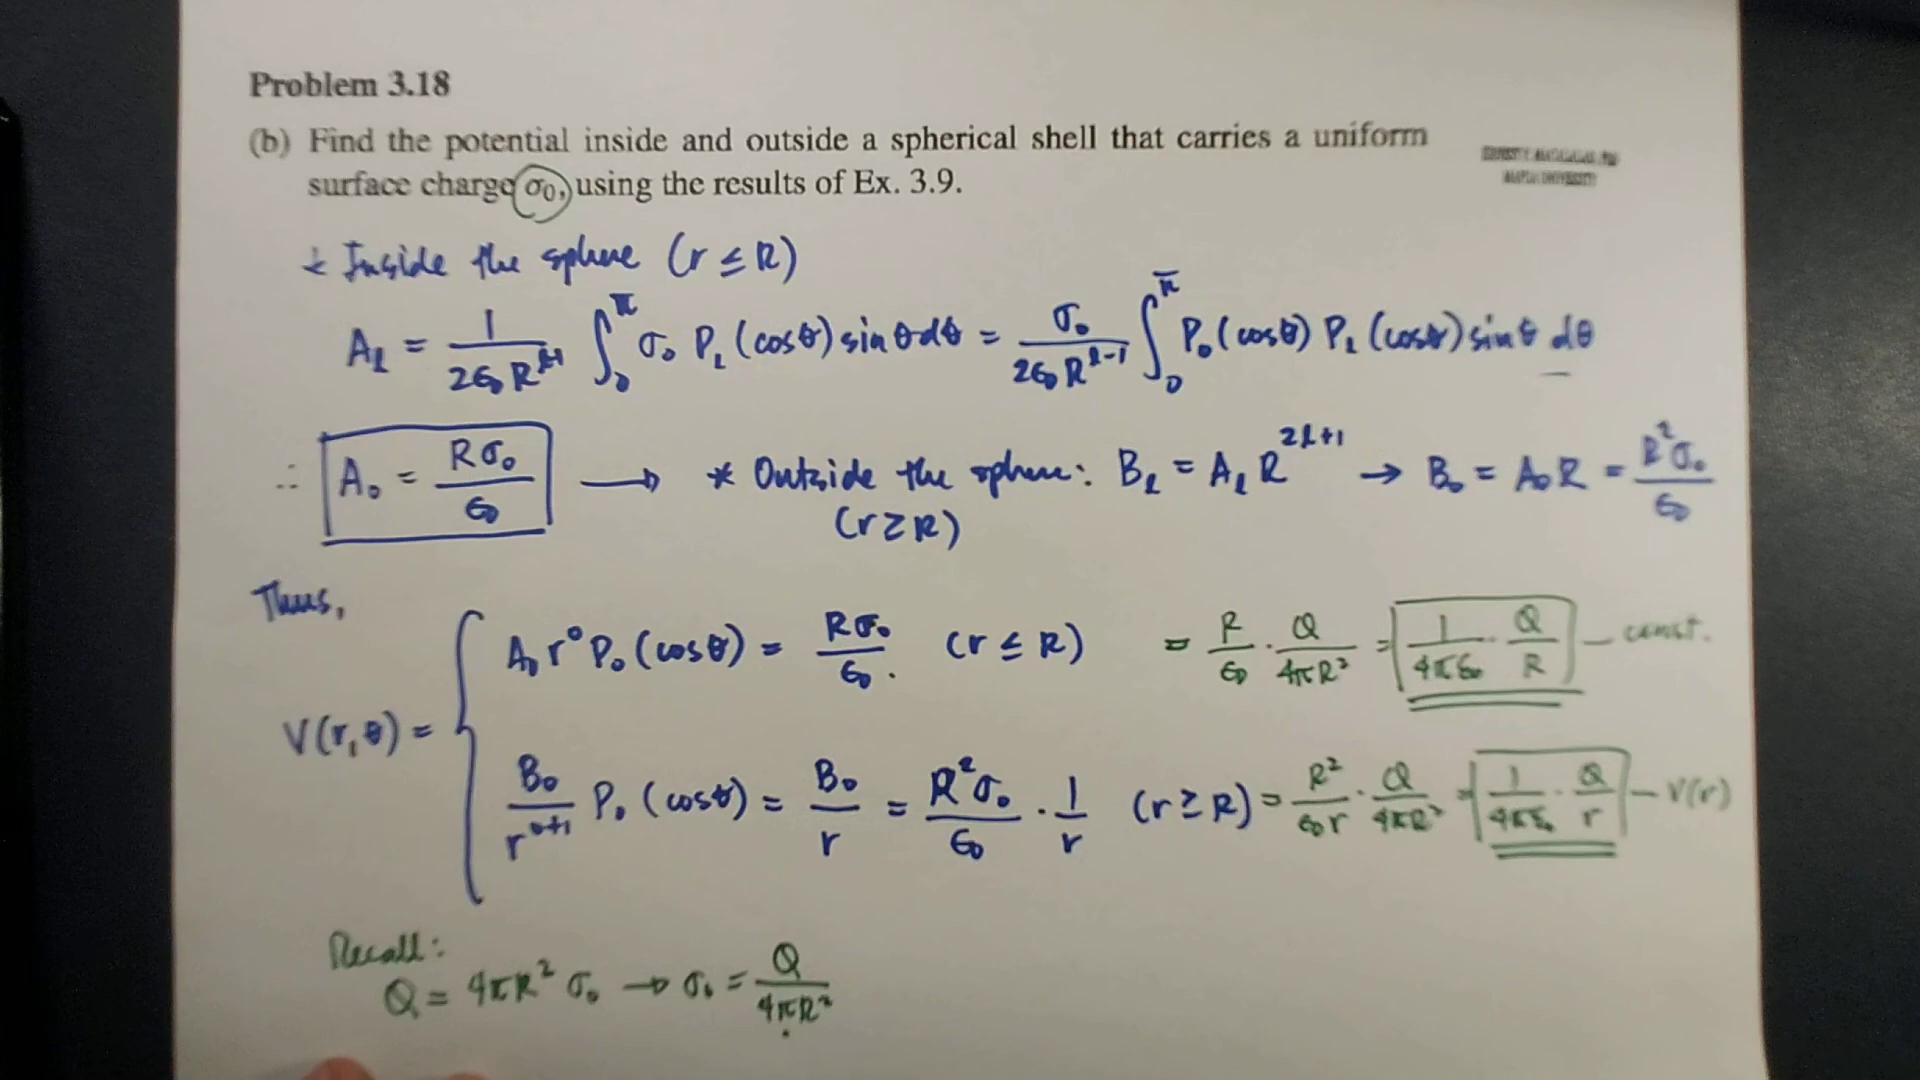 Problem 3.18
(b) Find the potential inside and outside a spherical shell that carries a uniform
surface charge σ₀, using the results of Ex. 3.9.
* Inside the sphere (r ≤ R)
A_ℓ = 1/(2ε₀R^(ℓ-1)) ∫₀^π σ₀ P_ℓ(cosθ) sinθdθ = σ₀/(2ε₀R^(ℓ-1)) ∫₀^π P₀(cosθ) P_ℓ(cosθ) sinθ dθ
∴ A₀ = Rσ₀/ε₀ → * Outside the sphere: B_ℓ = A_ℓ R^(2ℓ+1) → B₀ = A₀R = R²σ₀/ε₀
(r ≥ R)
Thus,
A₀r⁰P₀(cosθ) = Rσ₀/ε₀ . (r ≤ R) = R/ε₀ · Q/4πR² = 1/4πε₀ · Q/R – const.
V(r,θ) =
B₀/r^(0+1) P₀(cosθ) = B₀/r = R²σ₀/ε₀ · 1/r (r ≥ R) = R²/ε₀r · Q/4πR² = 1/4πε₀ · Q/r – V(r)
Recall:
Q = 4πR²σ₀ → σ₀ = Q/4πR²